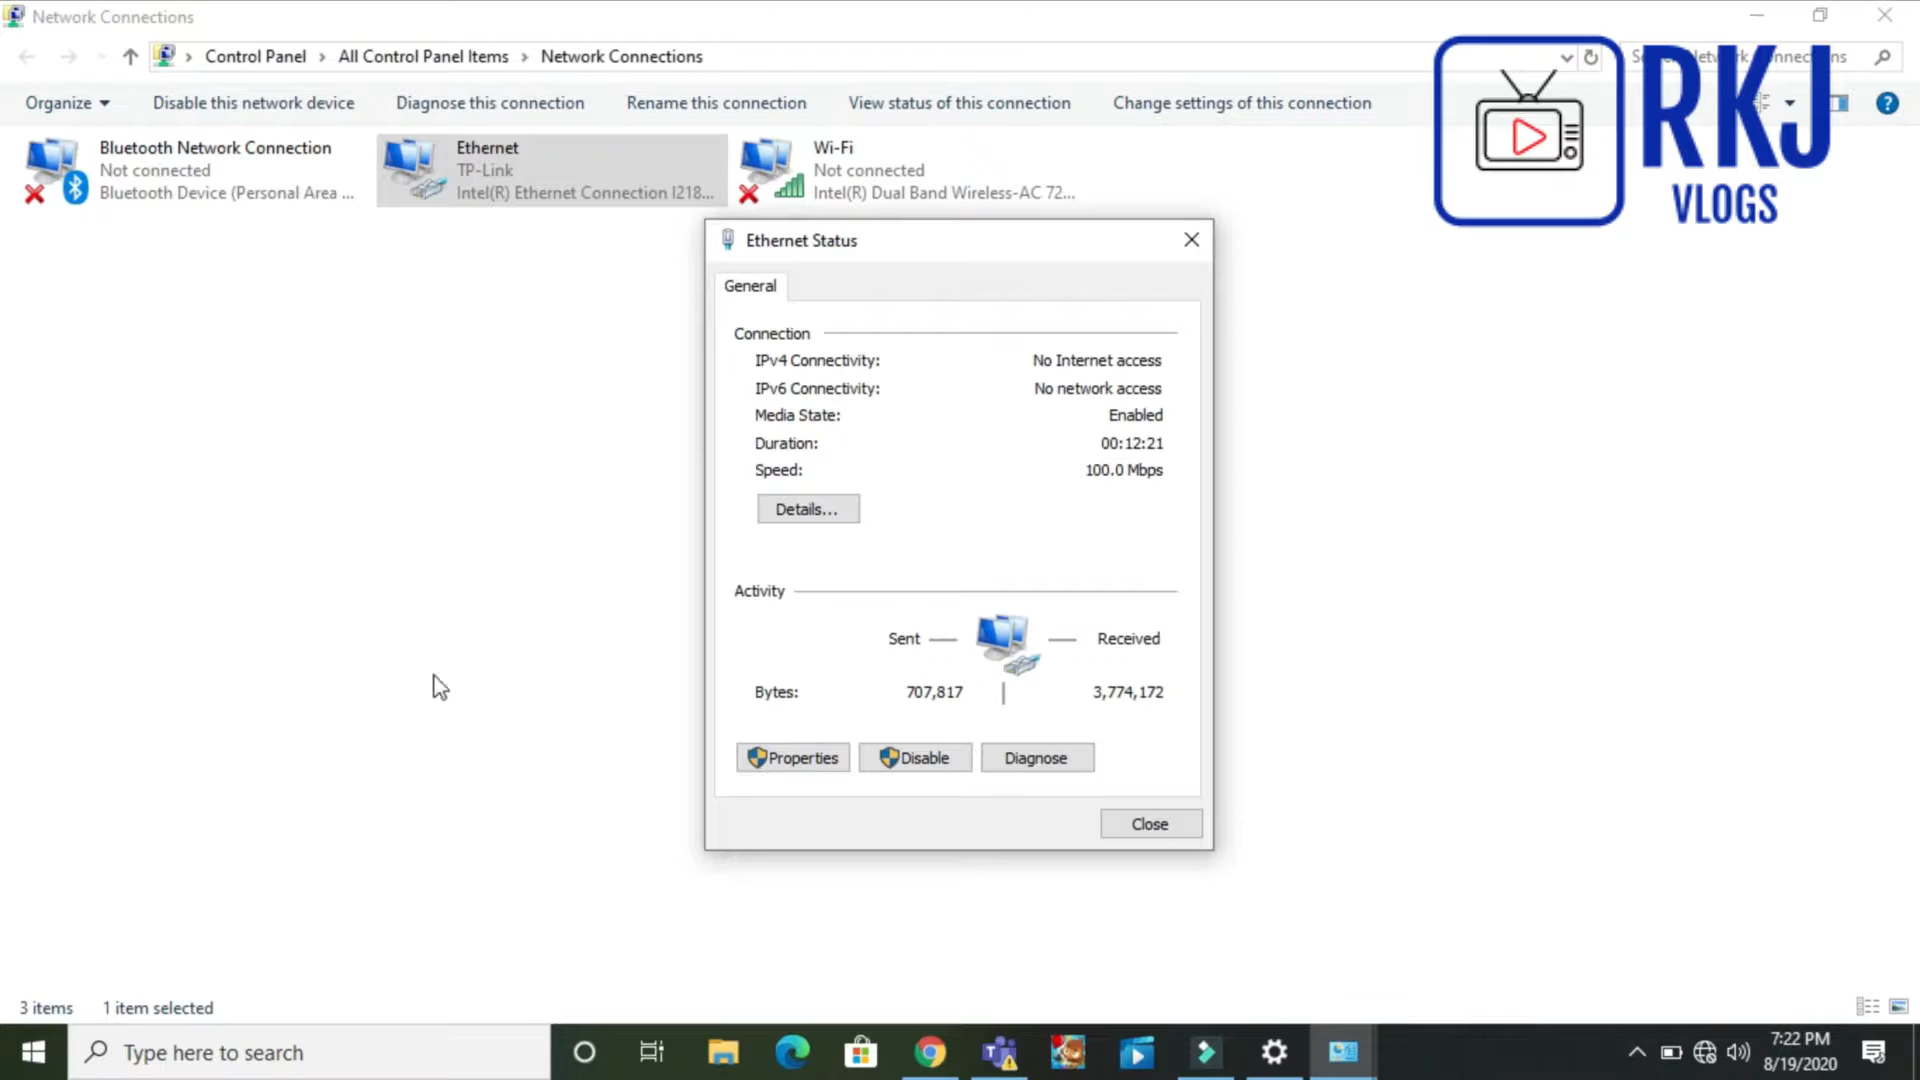 Network Connections
Control Panel > All Control Panel Items > Network Connections
Organize Disable this network device Diagnose this connection Rename this connection View status of this connection Change settings of this connection
RKJ
VLOGS
Bluetooth Network Connection
Not connected
Bluetooth Device (Personal Area ...
Ethernet
TP-Link
Intel(R) Ethernet Connection I218...
Wi-Fi
Not connected
Intel(R) Dual Band Wireless-AC 72...
Ethernet Status
General
Connection
IPv4 Connectivity: No Internet access
IPv6 Connectivity: No network access
Media State: Enabled
Duration: 00:12:21
Speed: 100.0 Mbps
Details...
Activity
Sent Received
Bytes: 707,817 3,774,172
Properties Disable Diagnose
Close
3 items 1 item selected
Type here to search
7:22 PM
8/19/2020